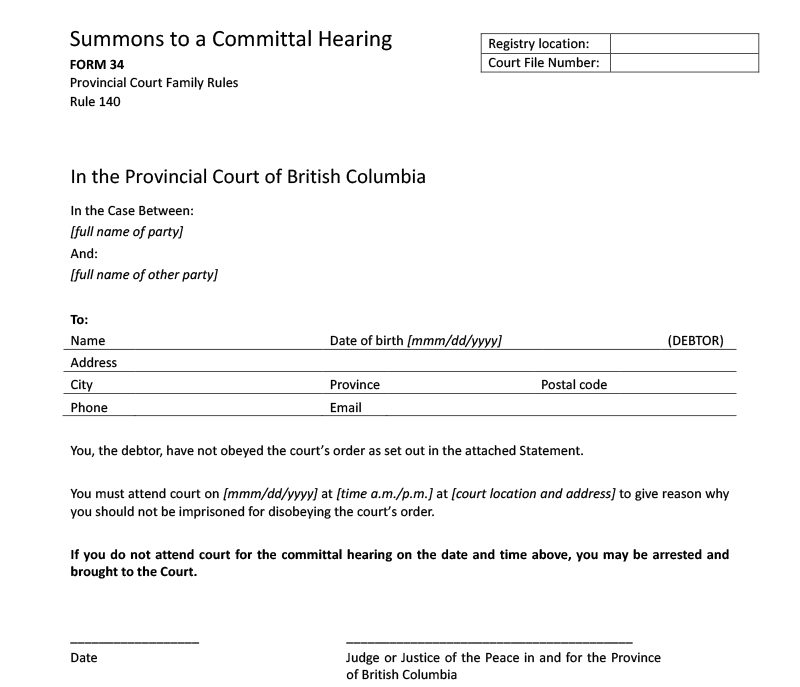 Summons to a Committal Hearing
FORM 34
Provincial Court Family Rules
Rule 140
Registry location:
Court File Number:
In the Provincial Court of British Columbia
In the Case Between:
[full name of party]
And:
[full name of other party]
To:
Name Date of birth [mmm/dd/yyyy] (DEBTOR)
Address
City Province Postal code
Phone Email
You, the debtor, have not obeyed the court’s order as set out in the attached Statement.
You must attend court on [mmm/dd/yyyy] at [time a.m./p.m.] at [court location and address] to give reason why
you should not be imprisoned for disobeying the court’s order.
If you do not attend court for the committal hearing on the date and time above, you may be arrested and
brought to the Court.
Date
Judge or Justice of the Peace in and for the Province
of British Columbia